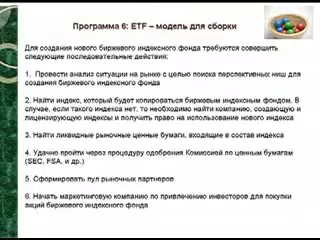 Программа 6: ETF – модель для сборки
Для создания нового биржевого индексного фонда требуются совершить
следующие последовательные действия:
1. Провести анализ ситуации на рынке с целью поиска перспективных ниш для
создания биржевого индексного фонда
2. Найти индекс, который будет копироваться биржевым индексным фондом. В
случае, если такого индекса нет, то необходимо найти компанию, создающую и
лицензирующую индексы и получить право на использование нового индекса
3. Найти ликвидные рыночные ценные бумаги, входящие в состав индекса
4. Удачно пройти через процедуру одобрения Комиссией по ценным бумагам
(SEC, FSA, и др.)
5. Сформировать пул рыночных партнеров
6. Начать маркетинговую компанию по привлечению инвесторов для покупки
акций биржевого индексного фонда